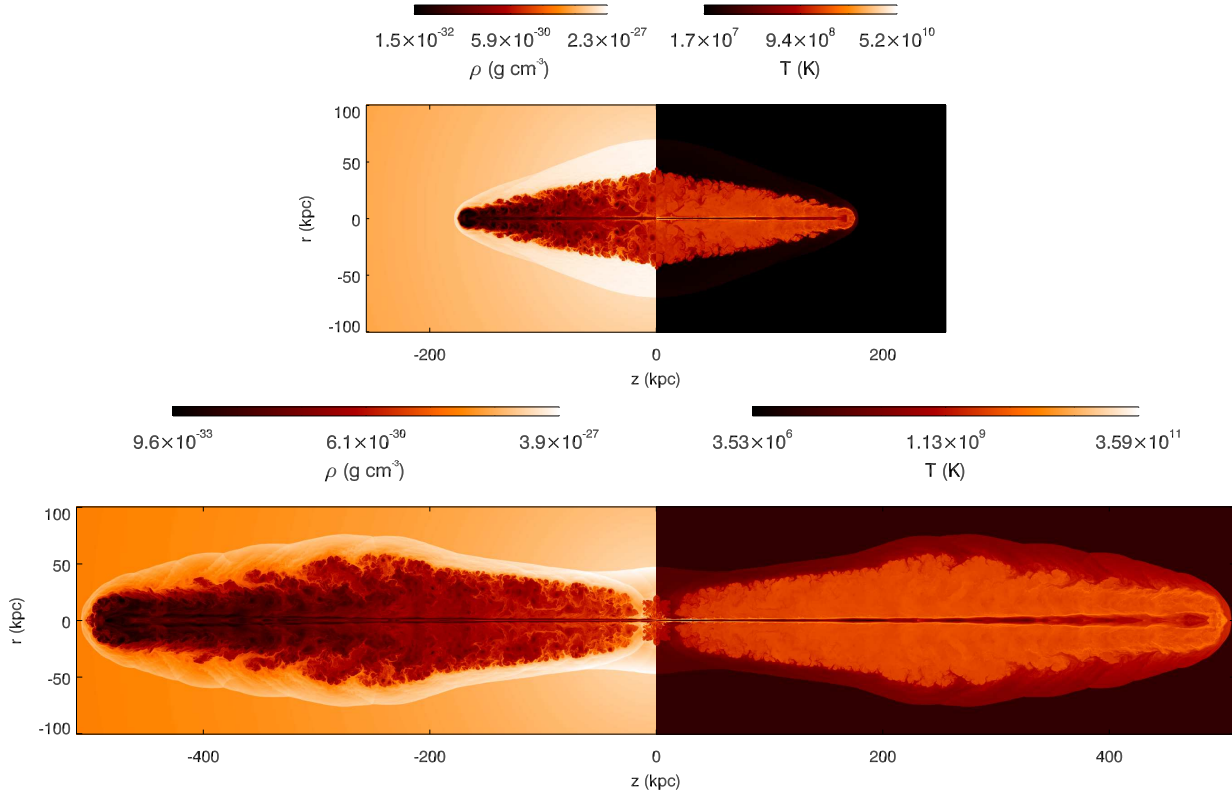 1.5×10⁻³² 5.9×10⁻³⁰ 2.3×10⁻²⁷ 1.7×10⁷ 9.4×10⁸ 5.2×10¹⁰
ρ (g cm⁻³) T (K)
100
50
0
-50
-100
r (kpc)
-200 0 200
z (kpc)
9.6×10⁻³³ 6.1×10⁻³⁰ 3.9×10⁻²⁷ 3.53×10⁶ 1.13×10⁹ 3.59×10¹¹
ρ (g cm⁻³) T (K)
100
50
0
-50
-100
r (kpc)
-400 -200 0 200 400
z (kpc)